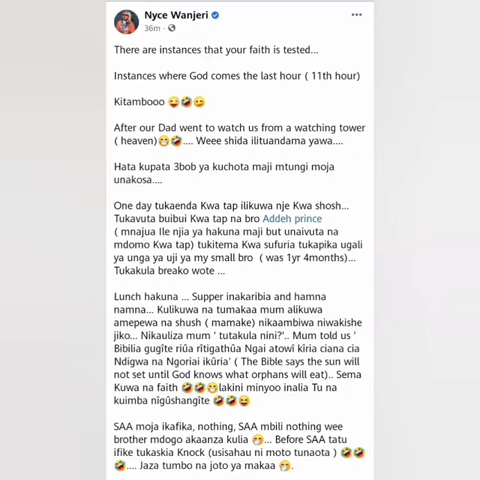 Nyce Wanjeri
36m
There are instances that your faith is tested...
Instances where God comes the last hour ( 11th hour)
Kitambooo 😜🤣😉
After our Dad went to watch us from a watching tower
( heaven)😁🤣.... Weee shida ilituandama yawa....
Hata kupata 3bob ya kuchota maji mtungi moja
unakosa....
One day tukaenda Kwa tap ilikuwa nje Kwa shosh...
Tukavuta buibui Kwa tap na bro Addeh prince
( mnajua Ile njia ya hakuna maji but unaivuta na
mdomo Kwa tap) tukitema Kwa sufuria tukapika ugali
ya unga ya uji ya my small bro ( was 1yr 4months)...
Tukakula breako wote ...
Lunch hakuna ... Supper inakaribia and hamna
namna... Kulikuwa na tumakaa mum alikuwa
amepewa na shush ( mamake) nikaambiwa niwakishe
jiko... Nikauliza mum ' tutakula nini?'.. Mum told us '
Bibilia gugĩte riũa rĩtigathũa Ngai atowĩ kĩria ciana cia
Ndigwa na Ngoriai ikũria' ( The Bible says the sun will
not set until God knows what orphans will eat).. Sema
Kuwa na faith 🤣🤣😁lakini minyoo inalia Tu na
kuimba nĩgũshangĩte 🤣🤣😆
SAA moja ikafika, nothing, SAA mbili nothing wee
brother mdogo akaanza kulia 😁... Before SAA tatu
ifike tukaskia Knock (usisahau ni moto tunaota ) 🤣🤣
🤣.... Jaza tumbo na joto ya makaa 😁.